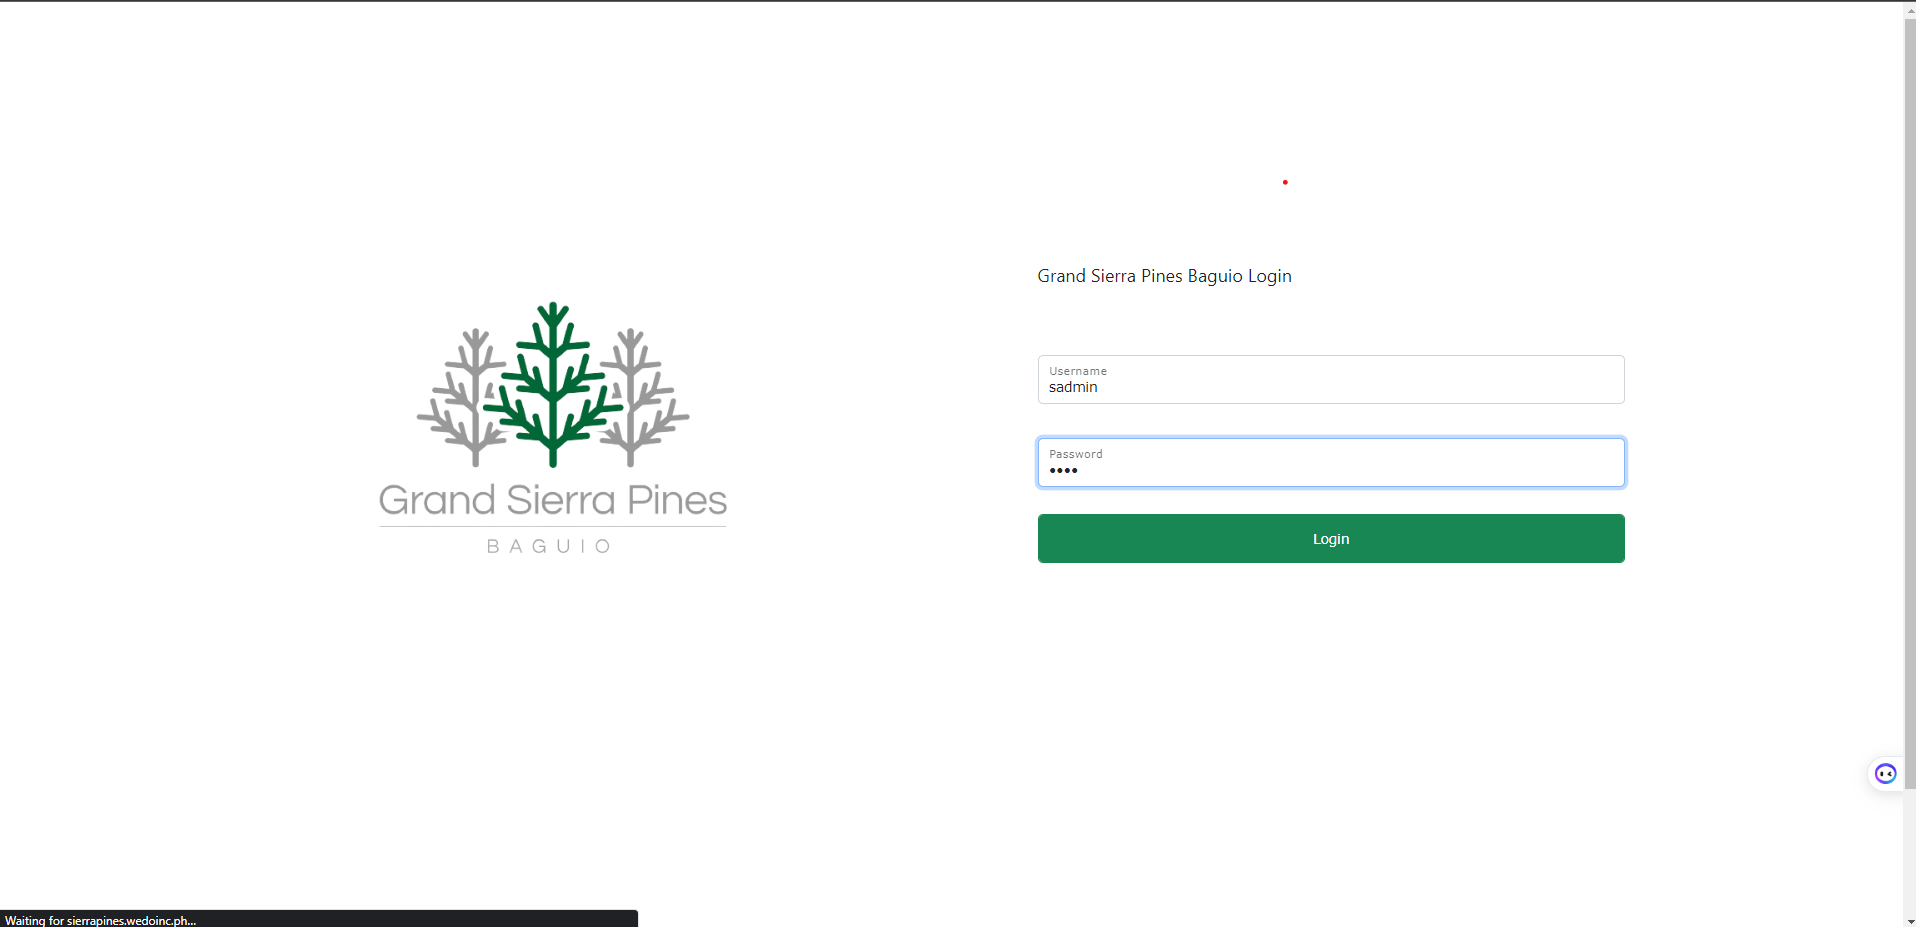 Grand Sierra Pines
BAGUIO
Grand Sierra Pines Baguio Login
Username
sadmin
Password
••••
Login
Waiting for sierrapines.wedoinc.ph...